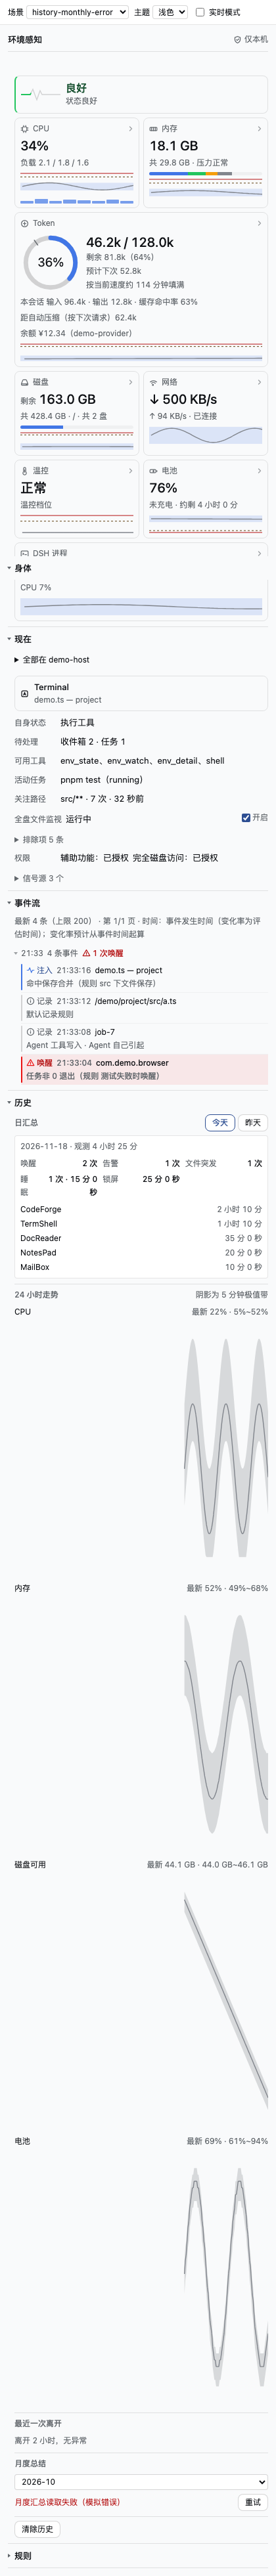 场景 history-monthly-error 主题 浅色 实时模式
环境感知 仅本机
良好
状态良好
CPU
34%
负载 2.1 / 1.8 / 1.6
内存
18.1 GB
共 29.8 GB · 压力正常
Token
36%
46.2k / 128.0k
剩余 81.8k（64%）
预计下次 52.8k
按当前速度约 114 分钟填满
本会话 输入 96.4k · 输出 12.8k · 缓存命中率 63%
距自动压缩（按下次请求）62.4k
余额 ¥12.34（demo-provider）
磁盘
剩余 163.0 GB
共 428.4 GB · / · 共 2 盘
网络
↓ 500 KB/s
↑ 94 KB/s · 已连接
温控
正常
温控档位
电池
76%
未充电 · 约剩 4 小时 0 分
DSH 进程
身体
CPU 7%
现在
全部在 demo-host
Terminal
demo.ts — project
自身状态 执行工具
待处理 收件箱 2 · 任务 1
可用工具 env_state、env_watch、env_detail、shell
活动任务 pnpm test（running）
关注路径 src/** · 7 次 · 32 秒前
全盘文件监视 运行中 开启
排除项 5 条
权限 辅助功能：已授权 完全磁盘访问：已授权
信号源 3 个
事件流
最新 4 条（上限 200） · 第 1/1 页 · 时间：事件发生时间（变化率为评
估时间）；变化率预计从事件时间起算
21:33 4 条事件 1 次唤醒
注入 21:33:16 demo.ts — project
命中保存合并（规则 src 下文件保存）
记录 21:33:12 /demo/project/src/a.ts
默认记录规则
记录 21:33:08 job-7
Agent 工具写入 · Agent 自己引起
唤醒 21:33:04 com.demo.browser
任务非 0 退出（规则 测试失败时唤醒）
历史
日汇总 今天 昨天
2026-11-18 · 观测 4 小时 25 分
唤醒 2 次 告警 1 次 文件突发 1 次
睡眠 1 次 · 15 分 0 秒 锁屏 25 分 0 秒
CodeForge 2 小时 10 分
TermShell 1 小时 10 分
DocReader 35 分 0 秒
NotesPad 20 分 0 秒
MailBox 10 分 0 秒
24 小时走势 阴影为 5 分钟极值带
CPU 最新 22% · 5%~52%
内存 最新 52% · 49%~68%
磁盘可用 最新 44.1 GB · 44.0 GB~46.1 GB
电池 最新 69% · 61%~94%
最近一次离开
离开 2 小时，无异常
月度总结
2026-10
月度汇总读取失败（模拟错误） 重试
清除历史
规则